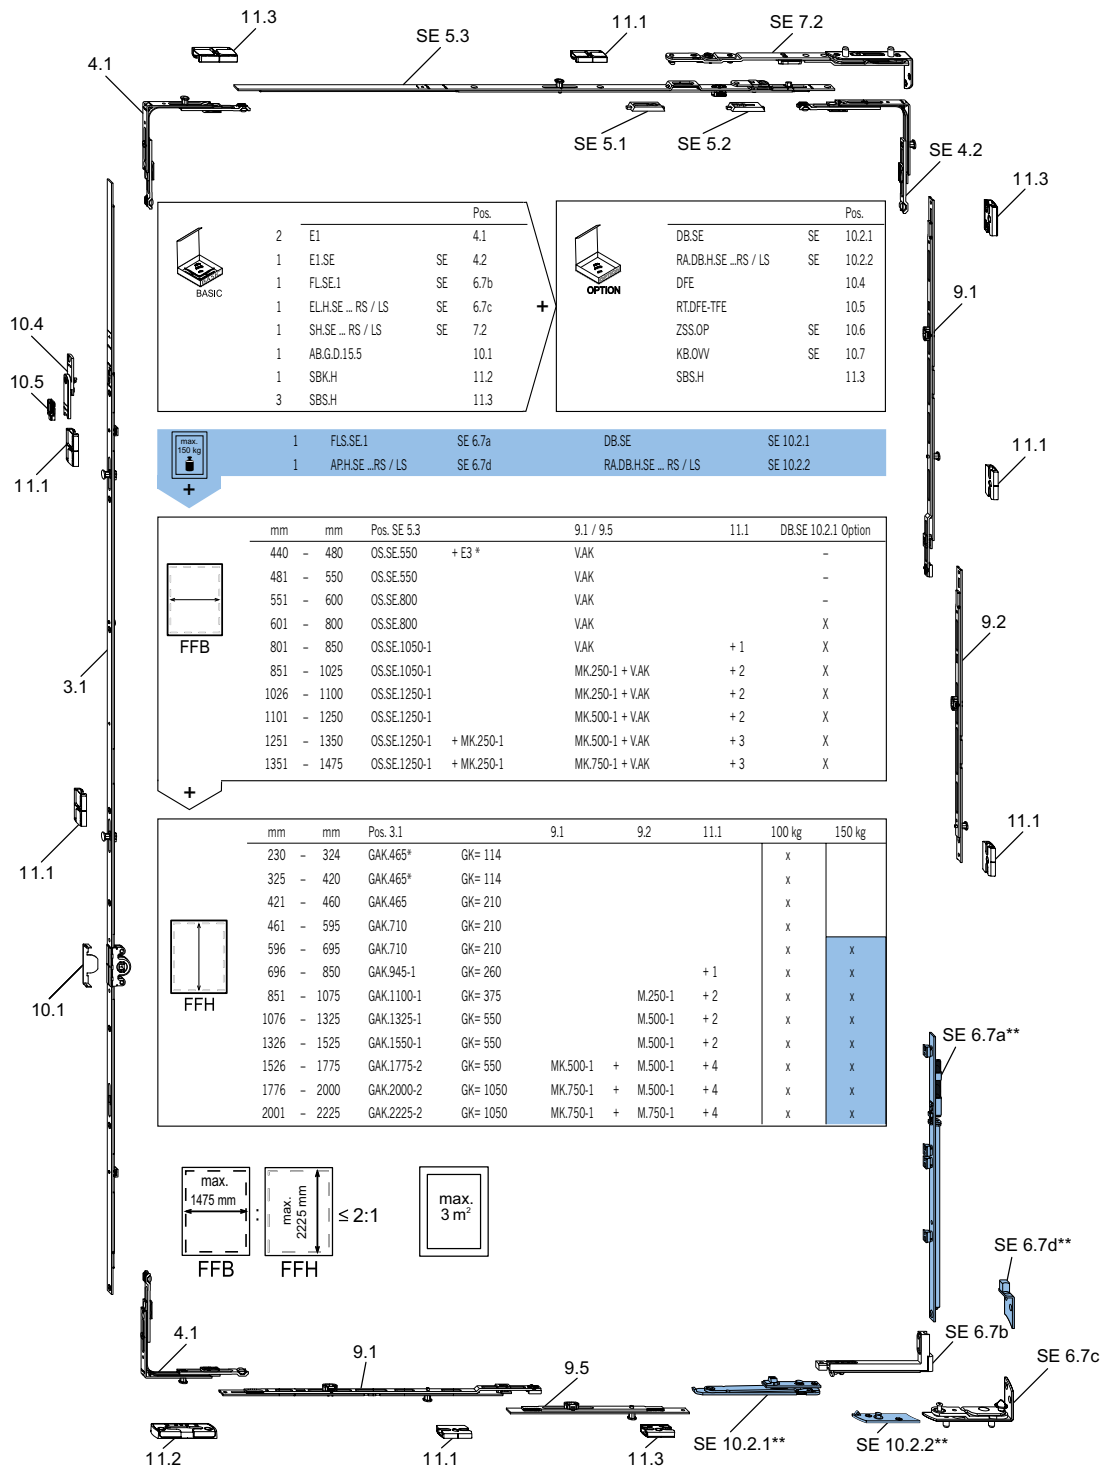 11.3
SE 5.3
11.1
SE 7.2
4.1
SE 5.1
SE 5.2
SE 4.2
11.3
Pos.
2 E1 4.1
1 E1.SE SE 4.2
1 FL.SE.1 SE 6.7b
1 EL.H.SE ... RS / LS SE 6.7c
1 SH.SE ... RS / LS SE 7.2
1 AB.G.D.15.5 10.1
1 SBK.H 11.2
3 SBS.H 11.3
BASIC
+
Pos.
DB.SE SE 10.2.1
RA.DB.H.SE ...RS / LS SE 10.2.2
DFE 10.4
RT.DFE-TFE 10.5
ZSS.OP SE 10.6
KB.OVV SE 10.7
SBS.H 11.3
OPTION
9.1
10.4
10.5
11.1
11.1
max.
150 kg
+
1 FLS.SE.1 SE 6.7a DB.SE SE 10.2.1
1 AP.H.SE ...RS / LS SE 6.7d RA.DB.H.SE ... RS / LS SE 10.2.2
mm mm Pos. SE 5.3 9.1 / 9.5 11.1 DB.SE 10.2.1 Option
440 – 480 OS.SE.550 + E3 * V.AK –
481 – 550 OS.SE.550 V.AK –
551 – 600 OS.SE.800 V.AK –
601 – 800 OS.SE.800 V.AK X
801 – 850 OS.SE.1050-1 V.AK + 1 X
851 – 1025 OS.SE.1050-1 MK.250-1 + V.AK + 2 X
1026 – 1100 OS.SE.1250-1 MK.250-1 + V.AK + 2 X
1101 – 1250 OS.SE.1250-1 MK.500-1 + V.AK + 2 X
1251 – 1350 OS.SE.1250-1 + MK.250-1 MK.500-1 + V.AK + 3 X
1351 – 1475 OS.SE.1250-1 + MK.250-1 MK.750-1 + V.AK + 3 X
FFB
+
9.2
3.1
11.1
11.1
mm mm Pos. 3.1 9.1 9.2 11.1 100 kg 150 kg
230 – 324 GAK.465* GK= 114 x
325 – 420 GAK.465* GK= 114 x
421 – 460 GAK.465 GK= 210 x
461 – 595 GAK.710 GK= 210 x
596 – 695 GAK.710 GK= 210 x x
696 – 850 GAK.945-1 GK= 260 + 1 x x
851 – 1075 GAK.1100-1 GK= 375 M.250-1 + 2 x x
1076 – 1325 GAK.1325-1 GK= 550 M.500-1 + 2 x x
1326 – 1525 GAK.1550-1 GK= 550 M.500-1 + 2 x x
1526 – 1775 GAK.1775-2 GK= 550 MK.500-1 + M.500-1 + 4 x x
1776 – 2000 GAK.2000-2 GK= 1050 MK.750-1 + M.500-1 + 4 x x
2001 – 2225 GAK.2225-2 GK= 1050 MK.750-1 + M.750-1 + 4 x x
FFH
10.1
SE 6.7a**
max.
1475 mm
FFB
:
max.
2225 mm
FFH
≤ 2:1
max.
3 m²
SE 6.7d**
SE 6.7b
SE 6.7c
4.1
9.1
9.5
SE 10.2.1**
SE 10.2.2**
11.2
11.1
11.3